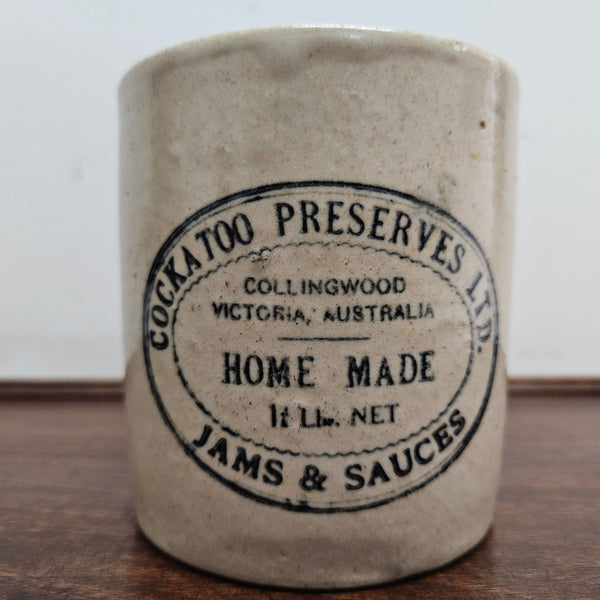 COCKATOO PRESERVES LTD.
COLLINGWOOD
VICTORIA, AUSTRALIA
HOME MADE
NET
JAMS & SAUCES